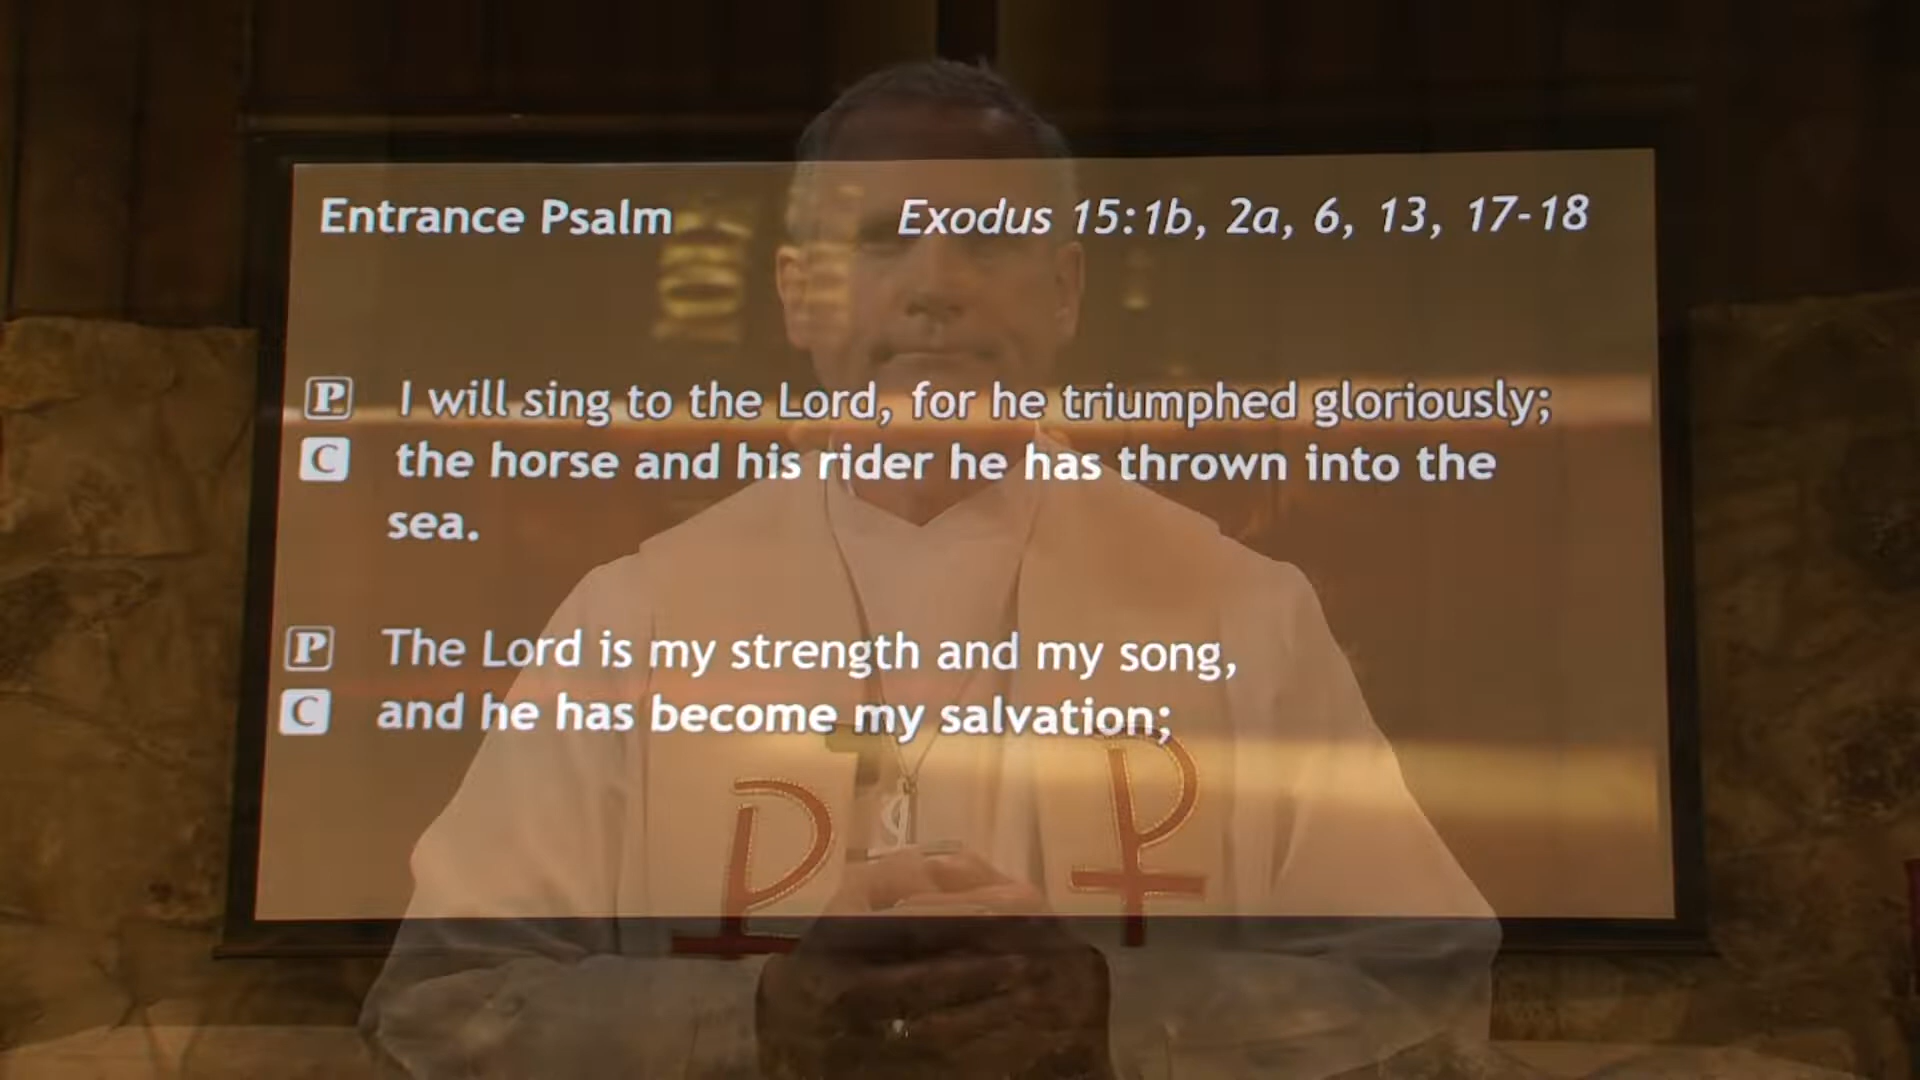 Entrance Psalm Exodus 15:1b, 2a, 6, 13, 17-18
P I will sing to the Lord, for he triumphed gloriously;
C the horse and his rider he has thrown into the
sea.
P The Lord is my strength and my song,
C and he has become my salvation;